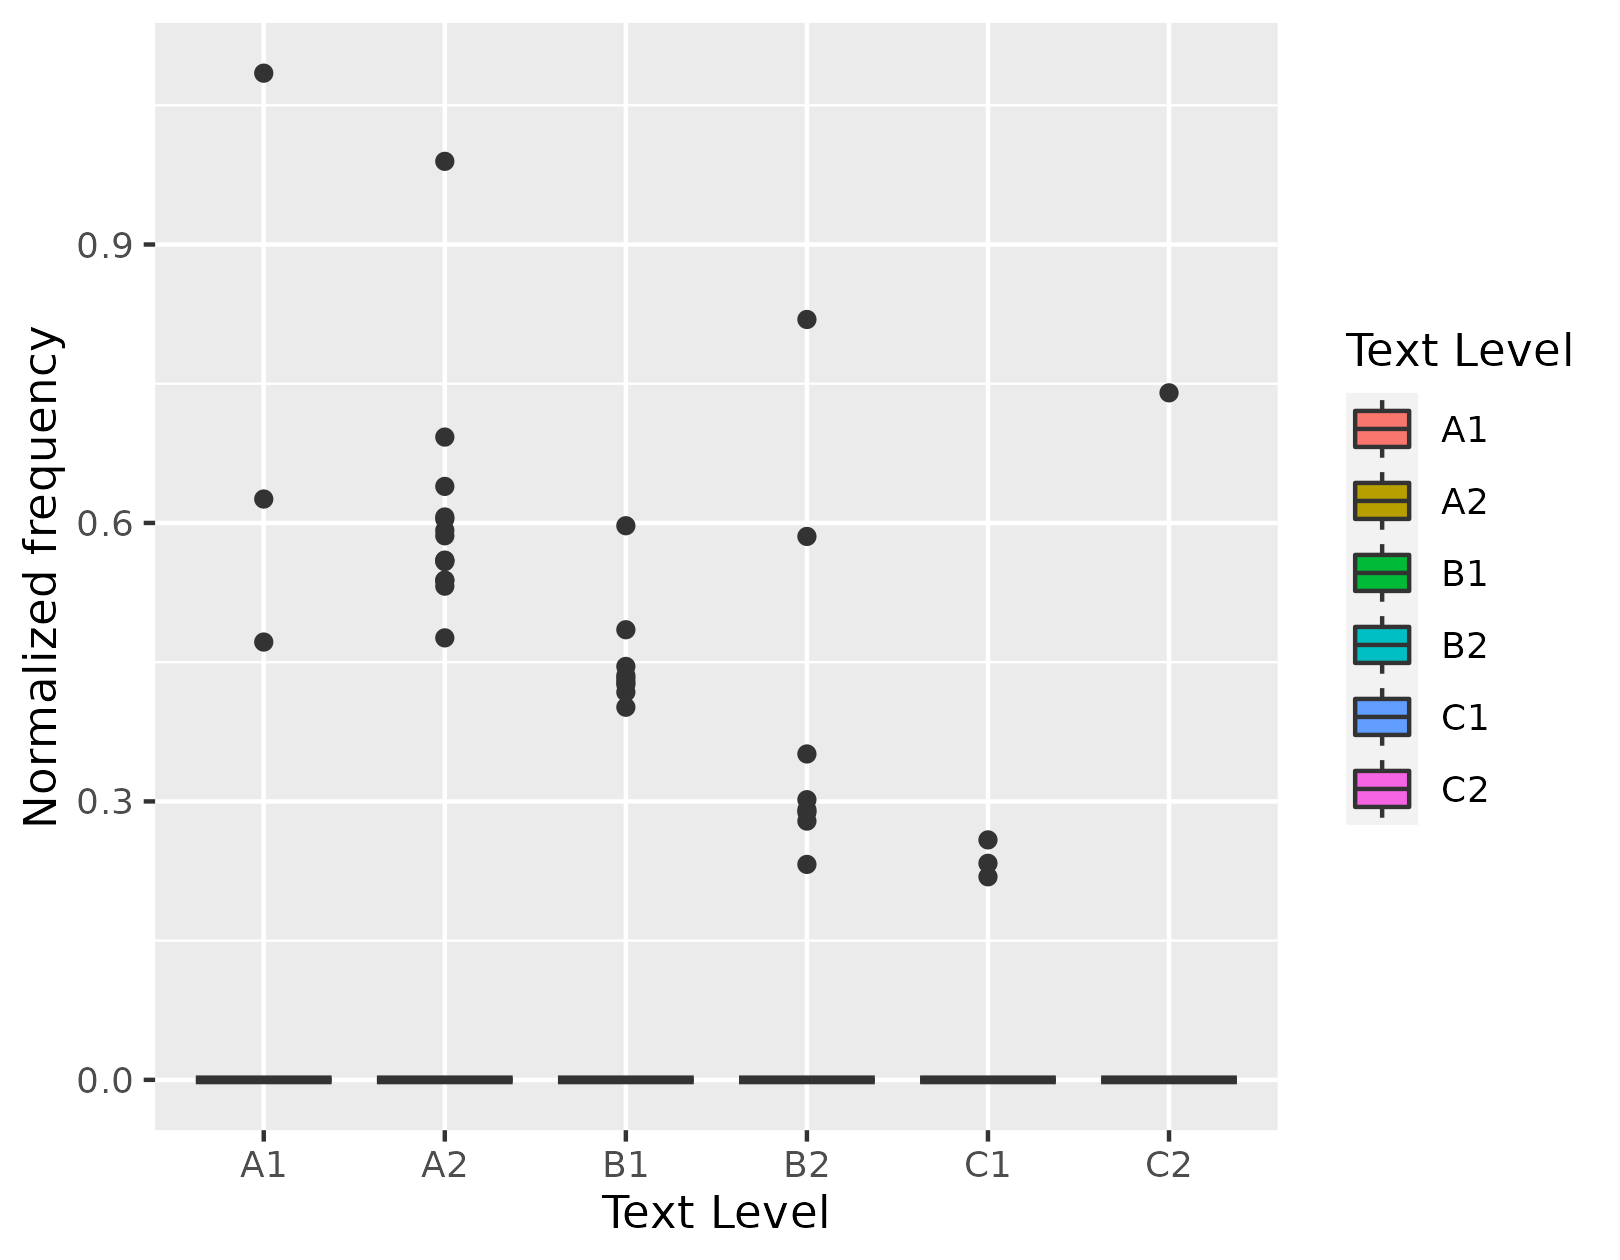 Normalized frequency
0.9
0.6
0.3
0.0
A1 A2 B1 B2 C1 C2
Text Level
Text Level
A1
A2
B1
B2
C1
C2